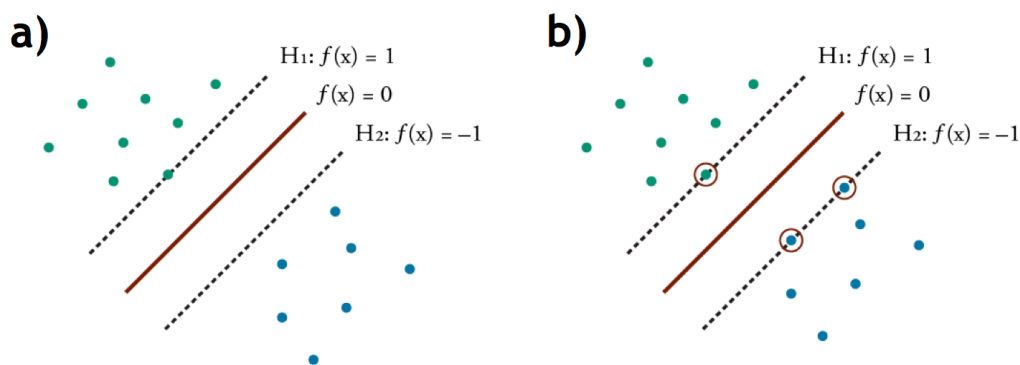 a)
H₁: f(x) = 1
f(x) = 0
H₂: f(x) = –1
b)
H₁: f(x) = 1
f(x) = 0
H₂: f(x) = –1